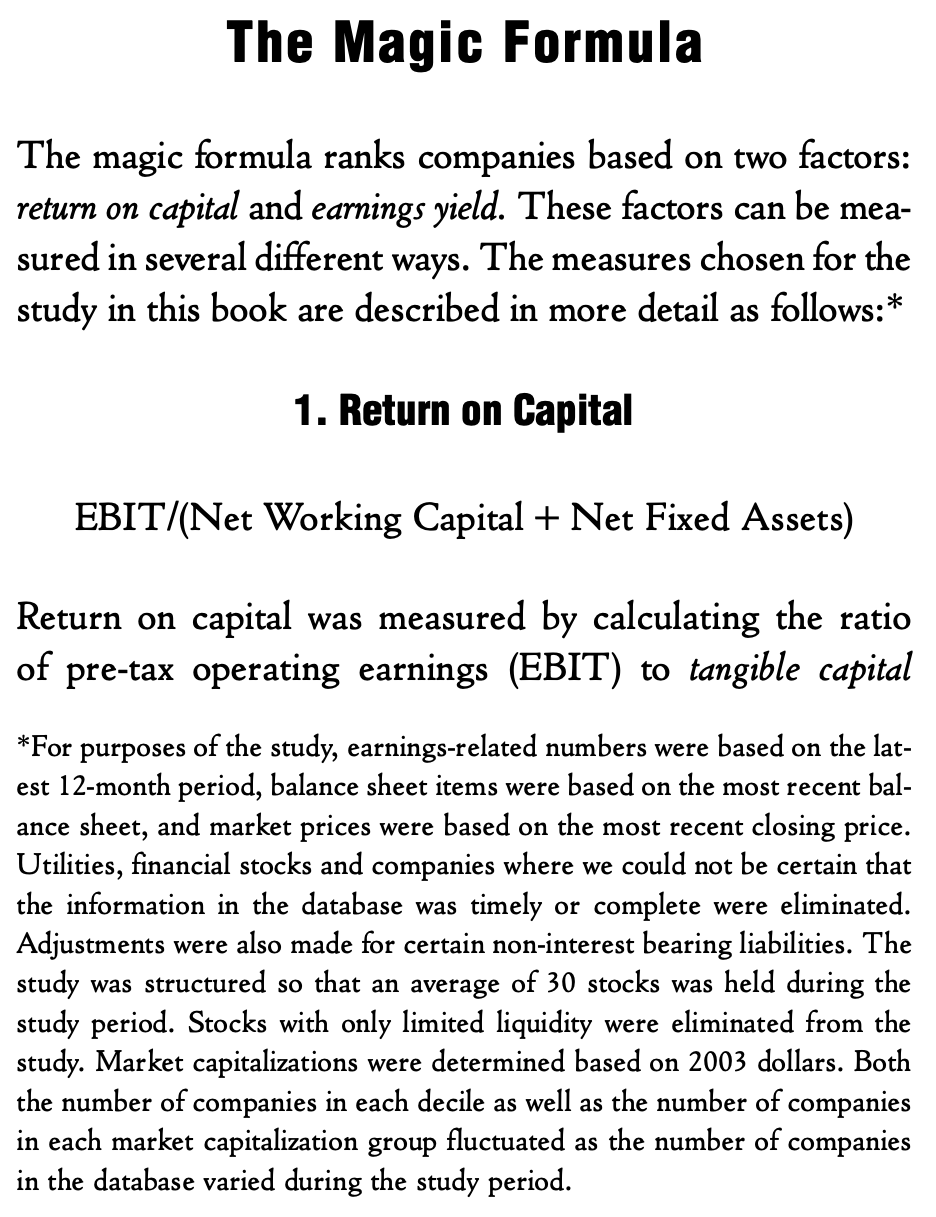 The Magic Formula
The magic formula ranks companies based on two factors:
return on capital and earnings yield. These factors can be mea-
sured in several different ways. The measures chosen for the
study in this book are described in more detail as follows:*
1. Return on Capital
EBIT/(Net Working Capital + Net Fixed Assets)
Return on capital was measured by calculating the ratio
of pre-tax operating earnings (EBIT) to tangible capital
*For purposes of the study, earnings-related numbers were based on the lat-
est 12-month period, balance sheet items were based on the most recent bal-
ance sheet, and market prices were based on the most recent closing price.
Utilities, financial stocks and companies where we could not be certain that
the information in the database was timely or complete were eliminated.
Adjustments were also made for certain non-interest bearing liabilities. The
study was structured so that an average of 30 stocks was held during the
study period. Stocks with only limited liquidity were eliminated from the
study. Market capitalizations were determined based on 2003 dollars. Both
the number of companies in each decile as well as the number of companies
in each market capitalization group fluctuated as the number of companies
in the database varied during the study period.